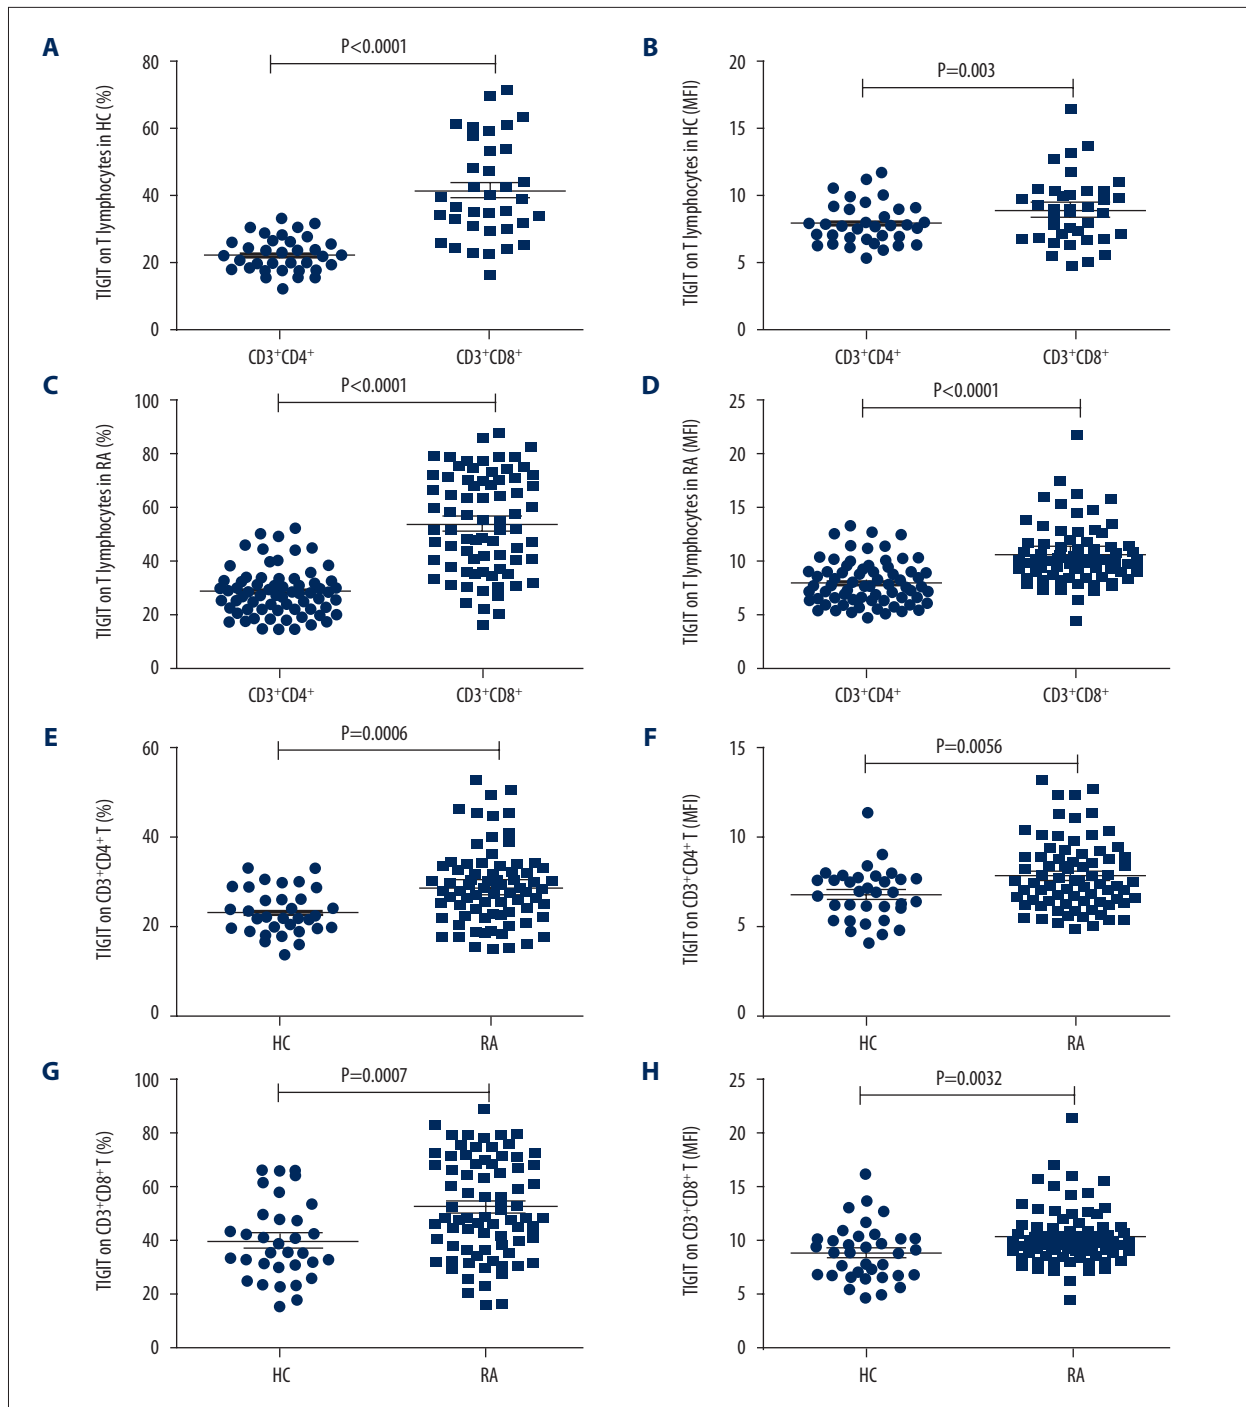 A
P<0.0001
TIGIT on T lymphocytes in HC (%)
80
60
40
20
0
CD3⁺CD4⁺
CD3⁺CD8⁺
B
P=0.003
TIGIT on T lymphocytes in HC (MFI)
20
15
10
5
0
CD3⁺CD4⁺
CD3⁺CD8⁺
C
P<0.0001
TIGIT on T lymphocytes in RA (%)
100
80
60
40
20
0
CD3⁺CD4⁺
CD3⁺CD8⁺
D
P<0.0001
TIGIT on T lymphocytes in RA (MFI)
25
20
15
10
5
0
CD3⁺CD4⁺
CD3⁺CD8⁺
E
P=0.0006
TIGIT on CD3⁺CD4⁺ T (%)
60
40
20
0
HC
RA
F
P=0.0056
TIGIT on CD3⁺CD4⁺ T (MFI)
15
10
5
0
HC
RA
G
P=0.0007
TIGIT on CD3⁺CD8⁺ T (%)
100
80
60
40
20
0
HC
RA
H
P=0.0032
TIGIT on CD3⁺CD8⁺ T (MFI)
25
20
15
10
5
0
HC
RA